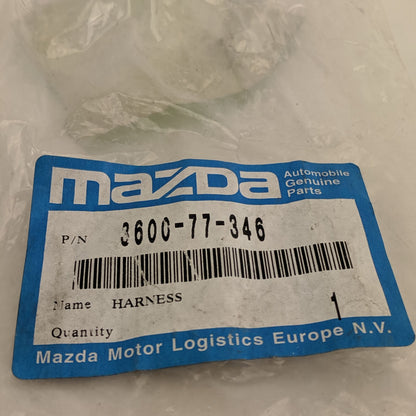 mazda Automobile
Genuine
Parts
P/N 3600-77-346
Name HARNESS
Quantity 1
Mazda Motor Logistics Europe N.V.